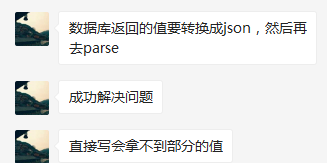 数据库返回的值要转换成json，然后再
去parse
成功解决问题
直接写会拿不到部分的值